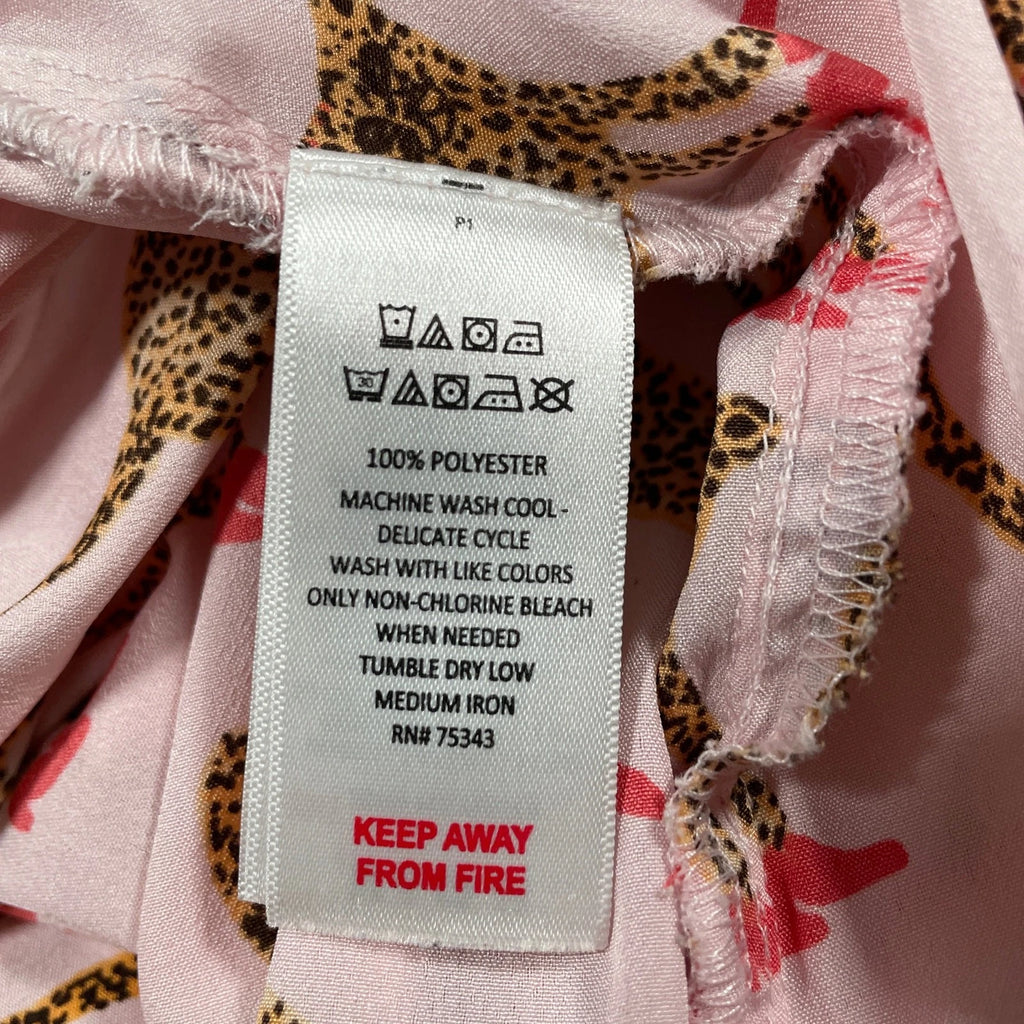 P1
30
100% POLYESTER
MACHINE WASH COOL -
DELICATE CYCLE
WASH WITH LIKE COLORS
ONLY NON-CHLORINE BLEACH
WHEN NEEDED
TUMBLE DRY LOW
MEDIUM IRON
RN# 75343
KEEP AWAY
FROM FIRE